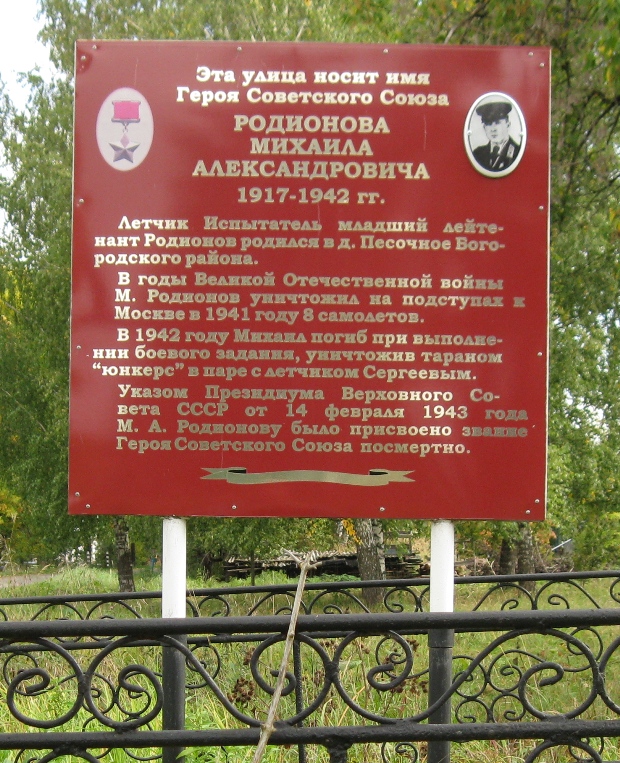 Эта улица носит имя
Героя Советского Союза
РОДИОНОВА
МИХАИЛА
АЛЕКСАНДРОВИЧА
1917-1942 гг.
Летчик Испытатель младший лейте-
нант Родионов родился в д. Песочное Бого-
родского района.
В годы Великой Отечественной войны
М. Родионов уничтожил на подступах к
Москве в 1941 году 8 самолетов.
В 1942 году Михаил погиб при выполне-
нии боевого задания, уничтожив тараном
“юнкерс” в паре с летчиком Сергеевым.
Указом Президиума Верховного Со-
вета СССР от 14 февраля 1943 года
М. А. Родионову было присвоено звание
Героя Советского Союза посмертно.